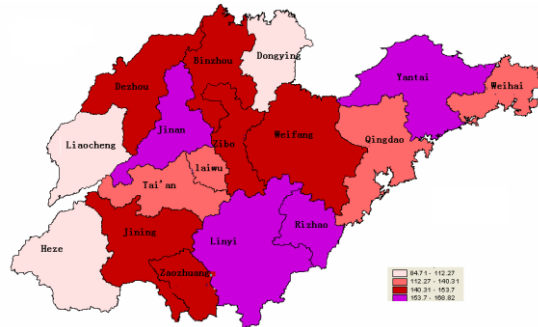 Binzhou
Dongying
Dezhou
Yantai
Weihai
Jinan
Liaocheng
Zibo
Weifang
Qingdao
laiwu
Tai'an
Heze
Jining
Linyi
Rizhao
Zaozhuang
84.71 - 112.27
112.27 - 140.31
140.31 - 153.7
153.7 - 168.82